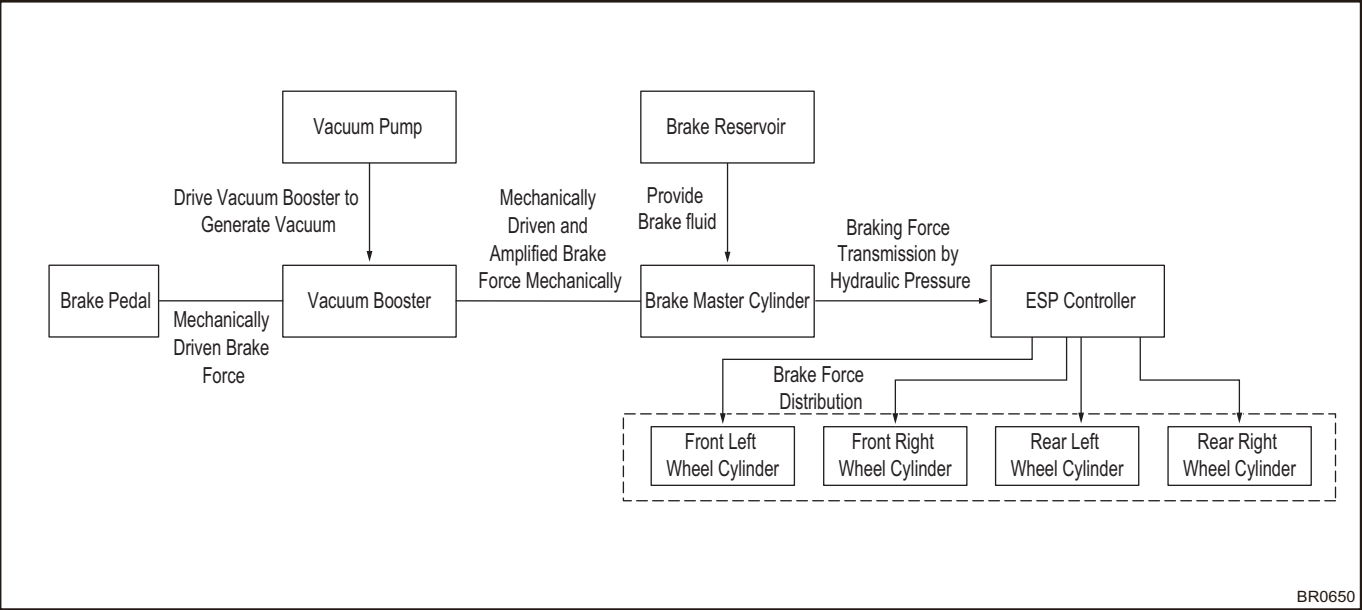 Vacuum Pump
Brake Reservoir
Drive Vacuum Booster to
Generate Vacuum
Mechanically
Driven and
Amplified Brake
Force Mechanically
Provide
Brake fluid
Braking Force
Transmission by
Hydraulic Pressure
Brake Pedal
Vacuum Booster
Brake Master Cylinder
ESP Controller
Mechanically
Driven Brake
Force
Brake Force
Distribution
Front Left
Wheel Cylinder
Front Right
Wheel Cylinder
Rear Left
Wheel Cylinder
Rear Right
Wheel Cylinder
BR0650